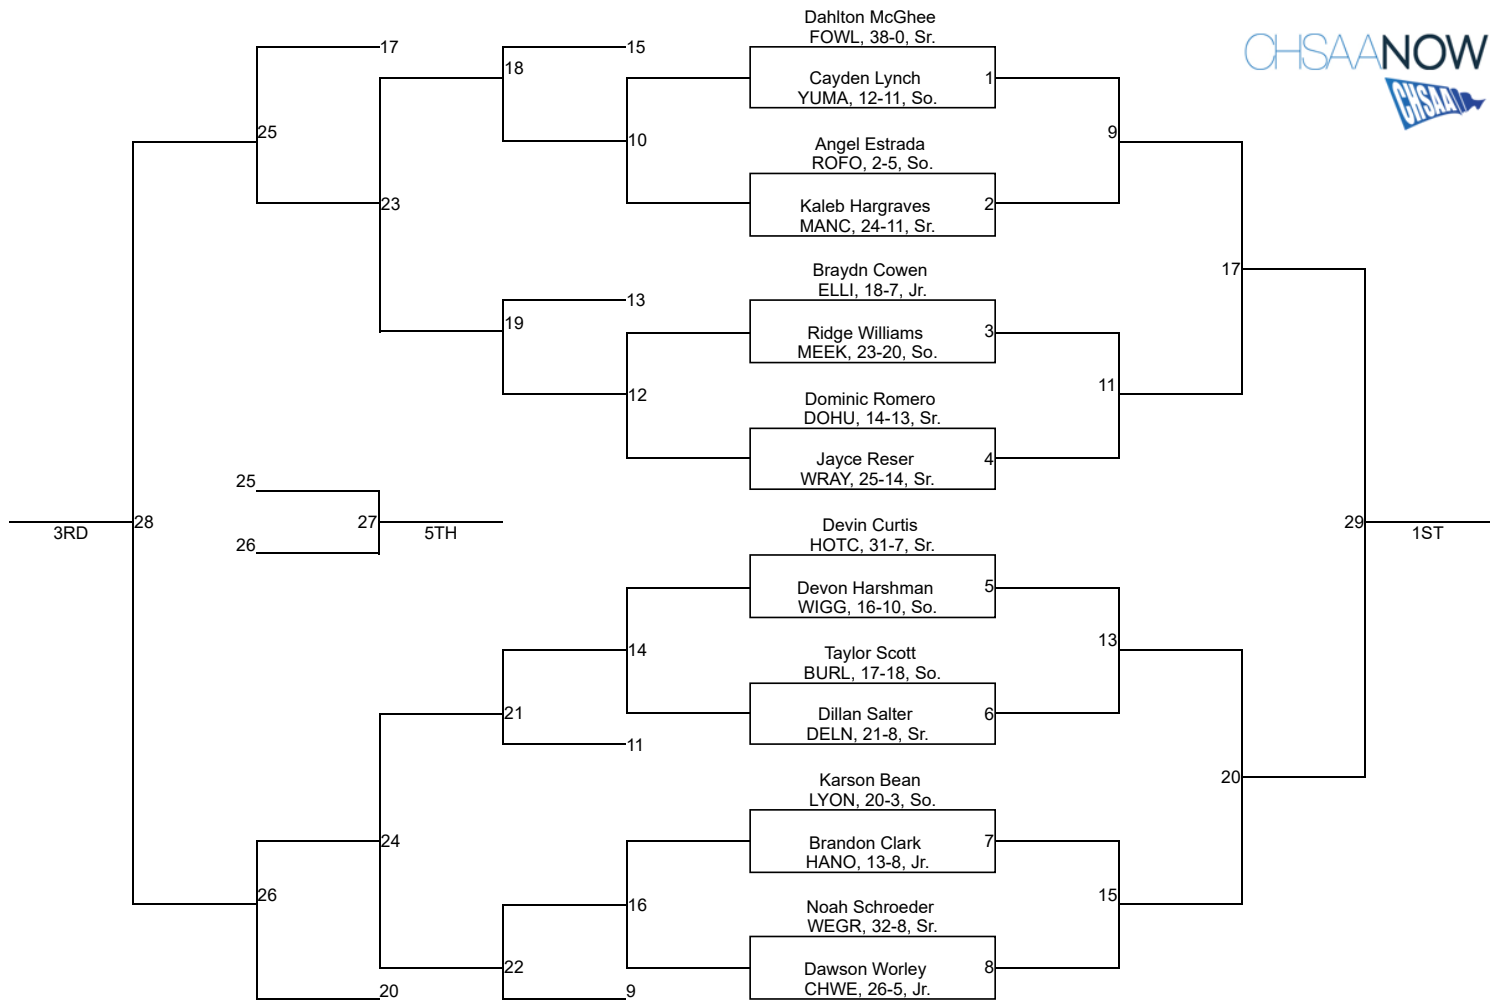 Dahlton McGhee
FOWL, 38-0, Sr.
CHSAANOW
CHSAA
17
15
18
Cayden Lynch
YUMA, 12-11, So.
1
25
10
9
Angel Estrada
ROFO, 2-5, So.
23
Kaleb Hargraves
MANC, 24-11, Sr.
2
Braydn Cowen
ELLI, 18-7, Jr.
17
13
19
Ridge Williams
MEEK, 23-20, So.
3
12
11
Dominic Romero
DOHU, 14-13, Sr.
Jayce Reser
WRAY, 25-14, Sr.
4
25
28
3RD
27
5TH
26
29
1ST
Devin Curtis
HOTC, 31-7, Sr.
Devon Harshman
WIGG, 16-10, So.
5
14
13
Taylor Scott
BURL, 17-18, So.
21
Dillan Salter
DELN, 21-8, Sr.
6
11
Karson Bean
LYON, 20-3, So.
20
24
Brandon Clark
HANO, 13-8, Jr.
7
26
16
15
Noah Schroeder
WEGR, 32-8, Sr.
22
Dawson Worley
CHWE, 26-5, Jr.
8
20
9